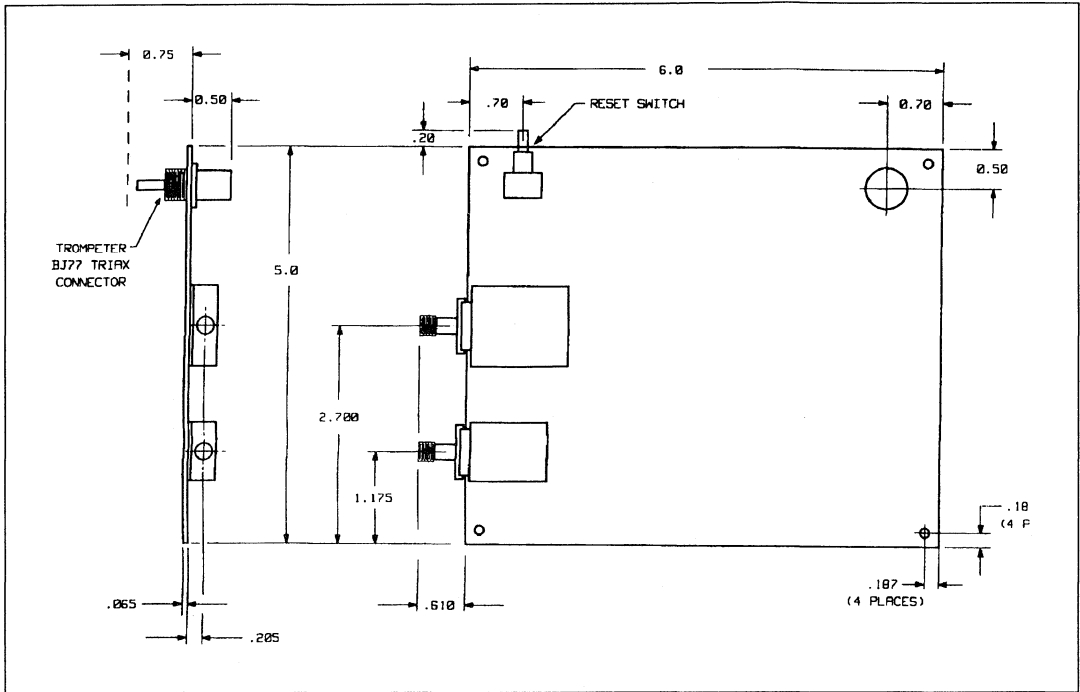 0.75
6.0
0.50
.70
RESET SWITCH
0.70
.20
0.50
TROMPETER
BJ77 TRIAX
CONNECTOR
5.0
2.700
1.175
.18
(4 P
.187
(4 PLACES)
.065
.610
.205